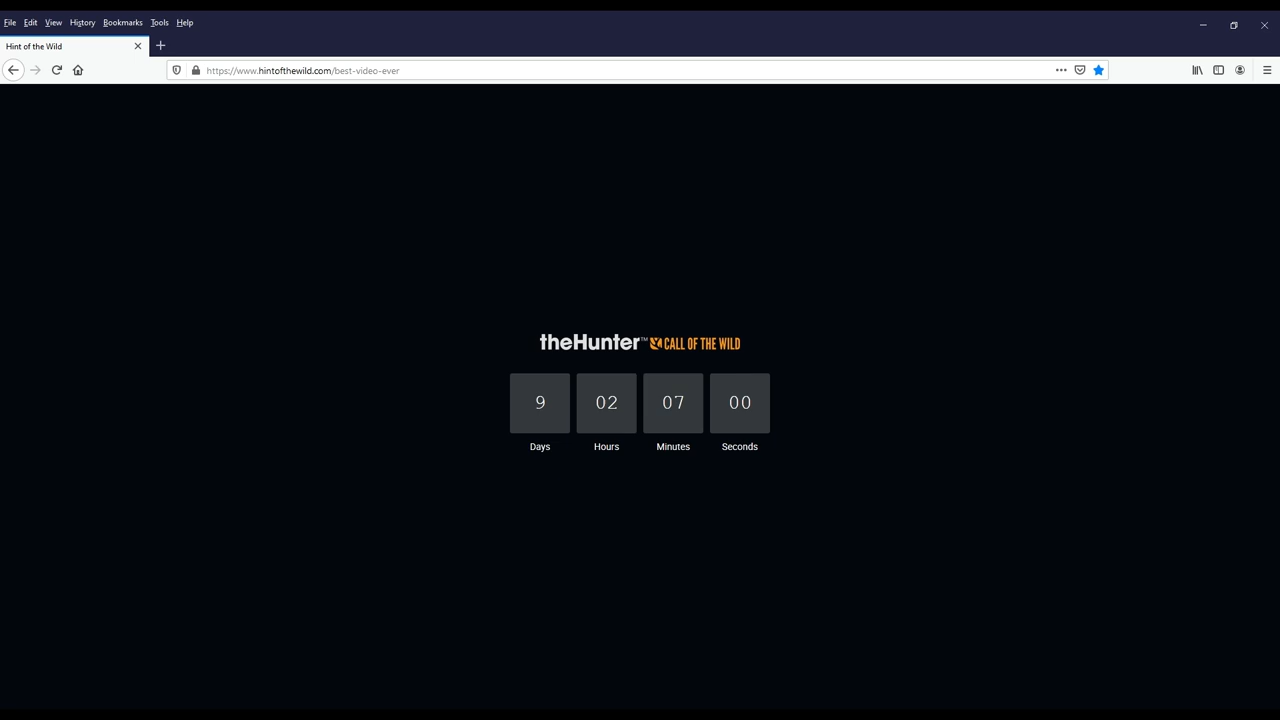 File Edit View History Bookmarks Tools Help
Hint of the Wild
https://www.hintofthewild.com/best-video-ever
theHunter™ CALL OF THE WILD
9 02 07 00
Days Hours Minutes Seconds